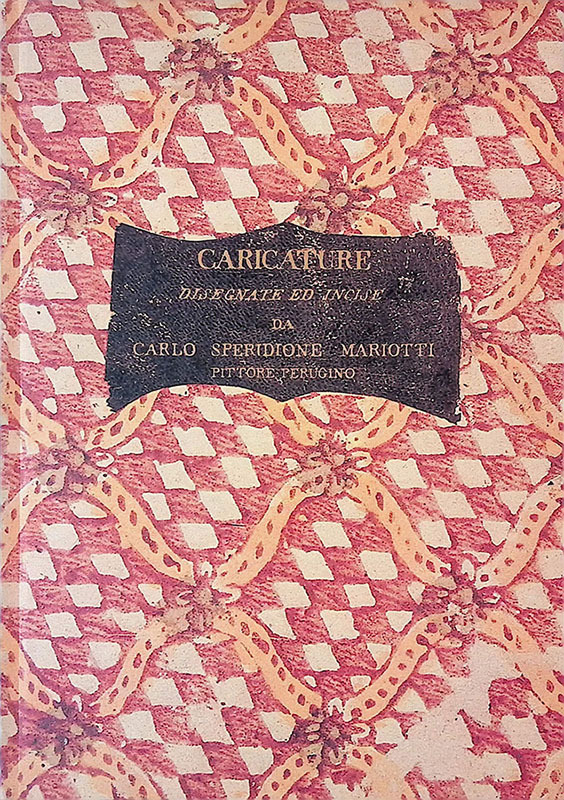 CARICATURE
DISEGNATE ED INCISE
DA
CARLO SPERIDIONE MARIOTTI
PITTORE PERUGINO